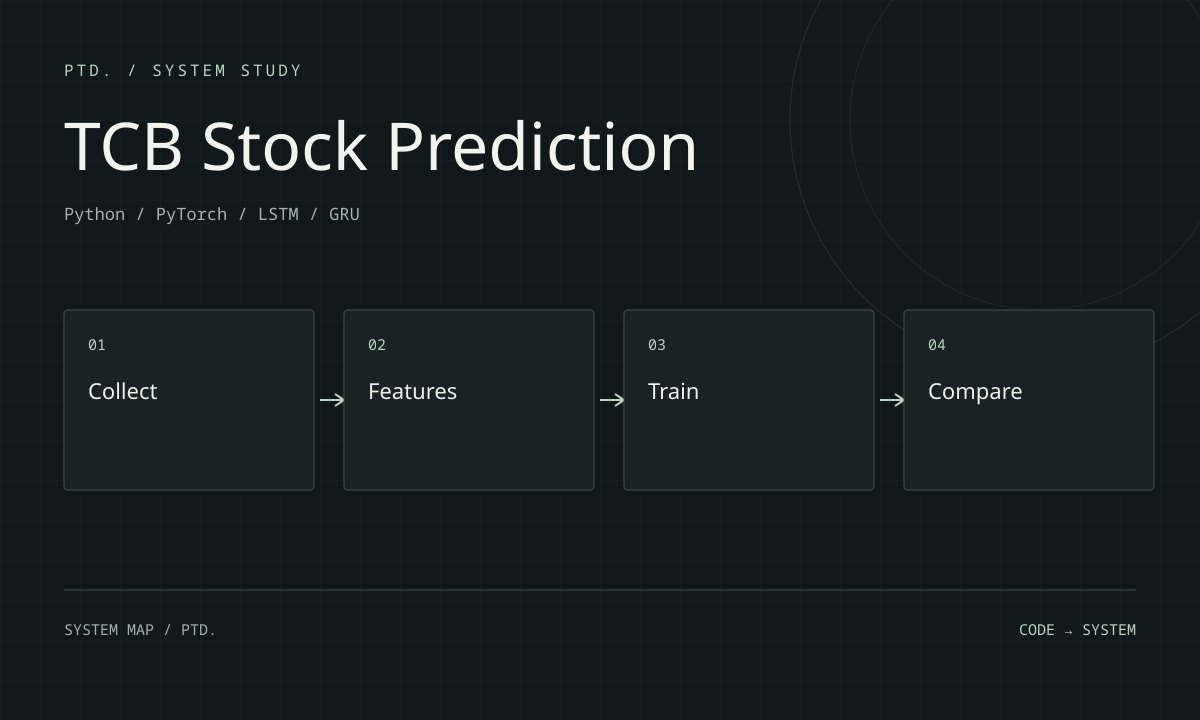 PTD. / SYSTEM STUDY
TCB Stock Prediction
Python / PyTorch / LSTM / GRU
01
Collect
02
Features
03
Train
04
Compare
SYSTEM MAP / PTD.
CODE → SYSTEM